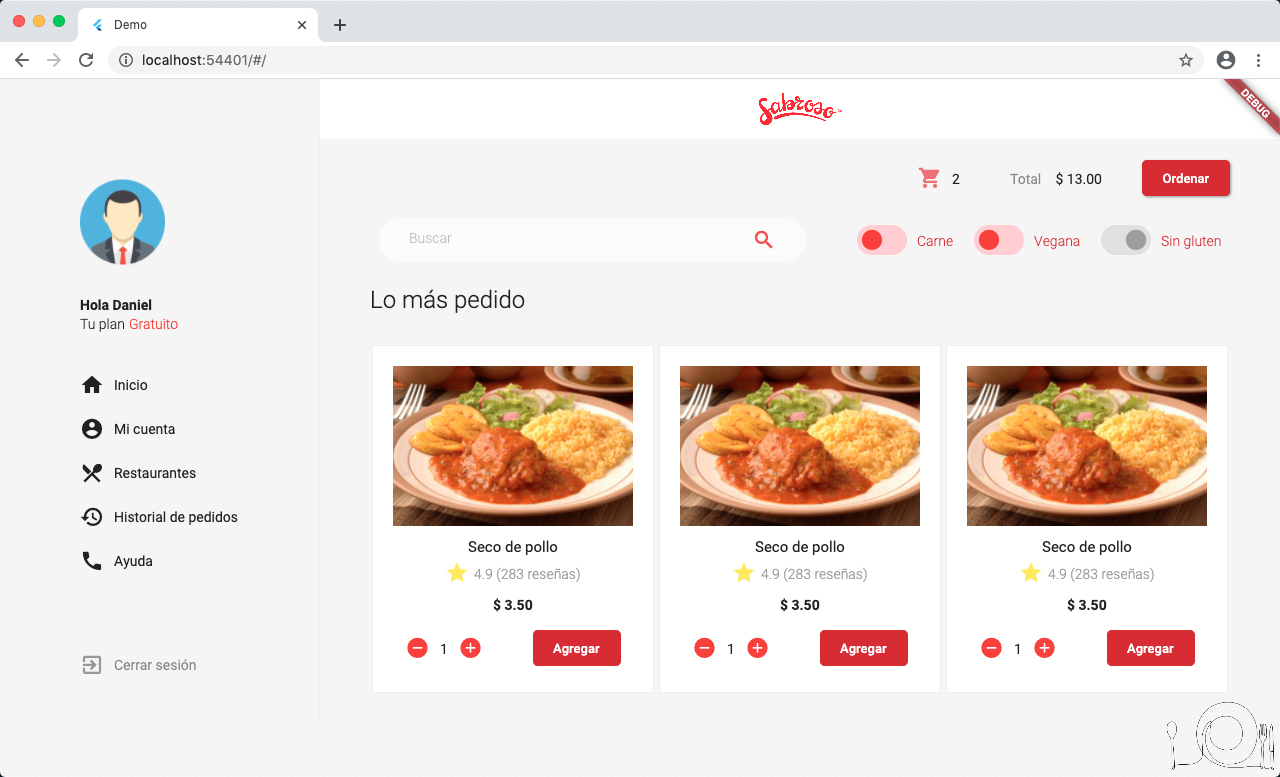 Demo
localhost:54401/#/
Sabroso
DEBUG
2
Total $ 13.00
Ordenar
Buscar
Carne
Vegana
Sin gluten
Hola Daniel
Tu plan Gratuito
Inicio
Mi cuenta
Restaurantes
Historial de pedidos
Ayuda
Cerrar sesión
Lo más pedido
Seco de pollo
4.9 (283 reseñas)
$ 3.50
1
Agregar
Seco de pollo
4.9 (283 reseñas)
$ 3.50
1
Agregar
Seco de pollo
4.9 (283 reseñas)
$ 3.50
1
Agregar